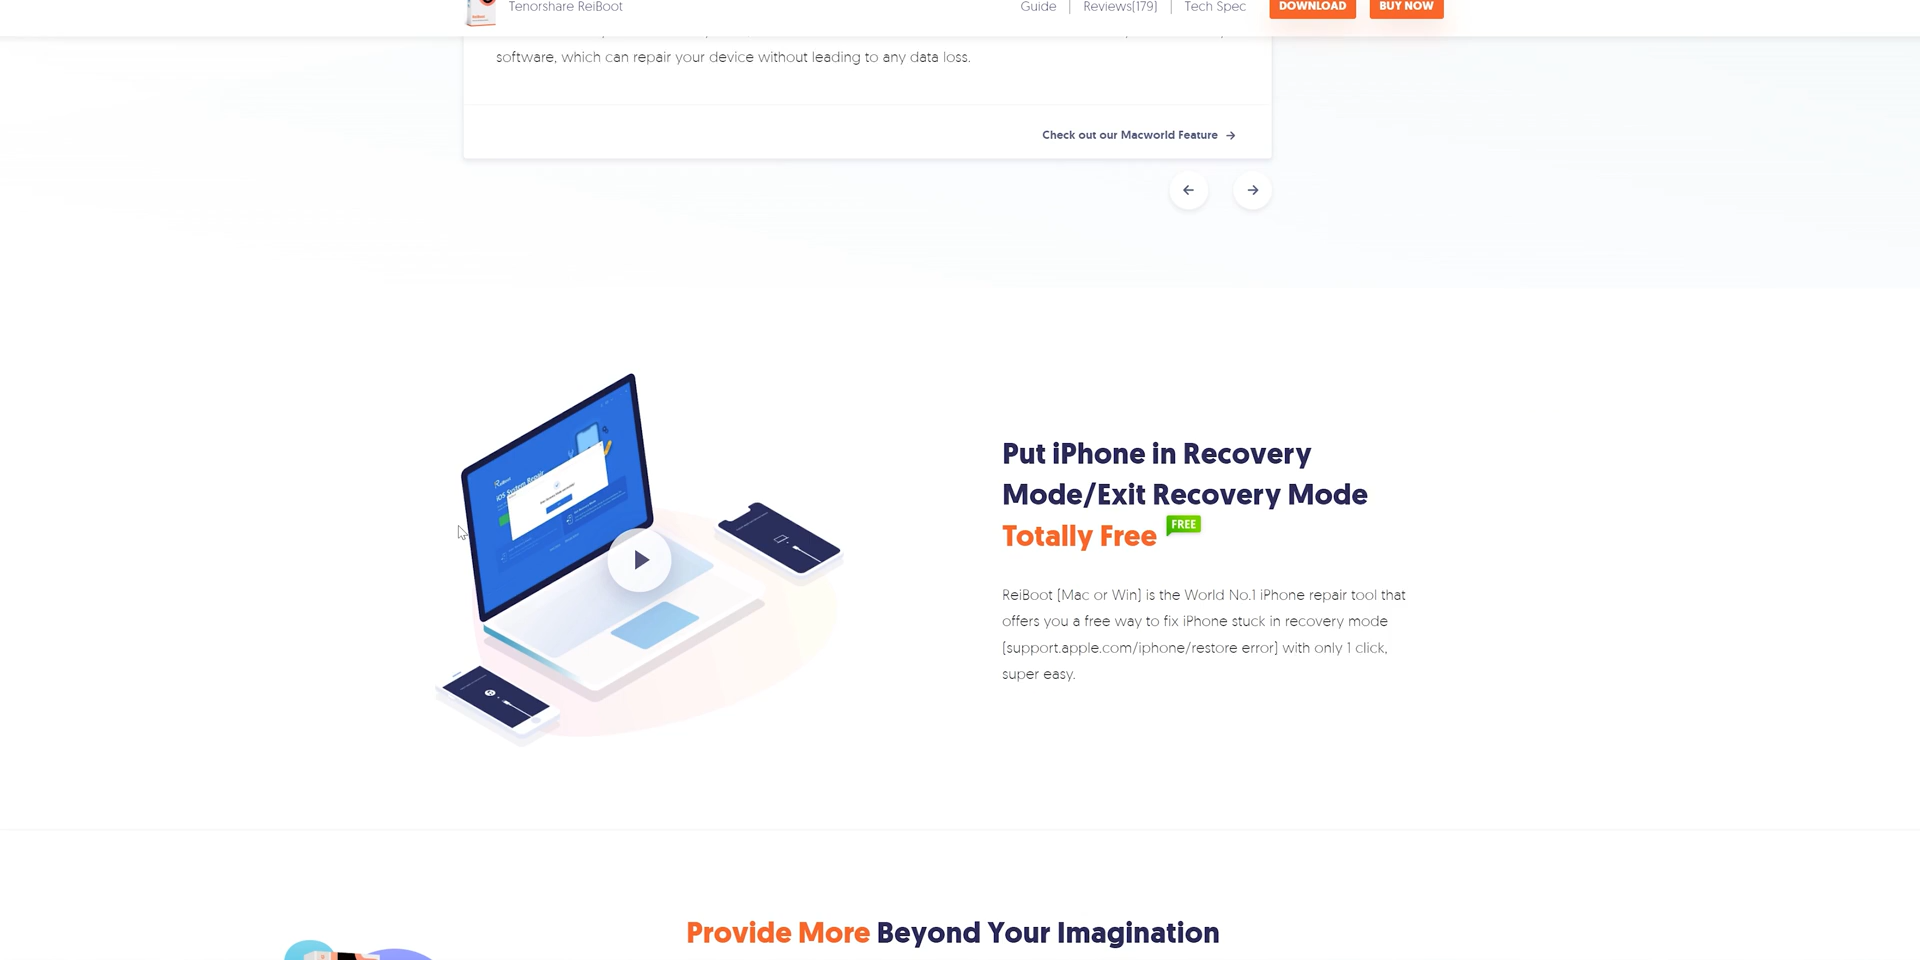 Tenorshare ReiBoot
Guide | Reviews(179) | Tech Spec DOWNLOAD BUY NOW
software, which can repair your device without leading to any data loss.
Check out our Macworld Feature →
Put iPhone in Recovery
Mode/Exit Recovery Mode
Totally Free FREE
ReiBoot (Mac or Win) is the World No.1 iPhone repair tool that
offers you a free way to fix iPhone stuck in recovery mode
(support.apple.com/iphone/restore error) with only 1 click,
super easy.
ReiBoot
iOS System Repair
Provide More Beyond Your Imagination